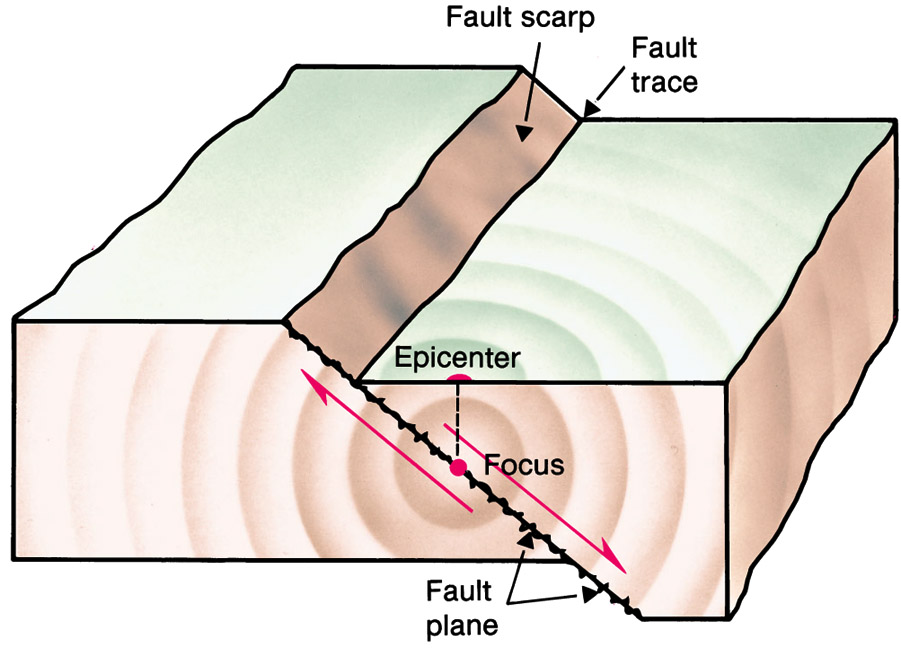 Fault scarp
Fault
trace
Epicenter
Focus
Fault
plane